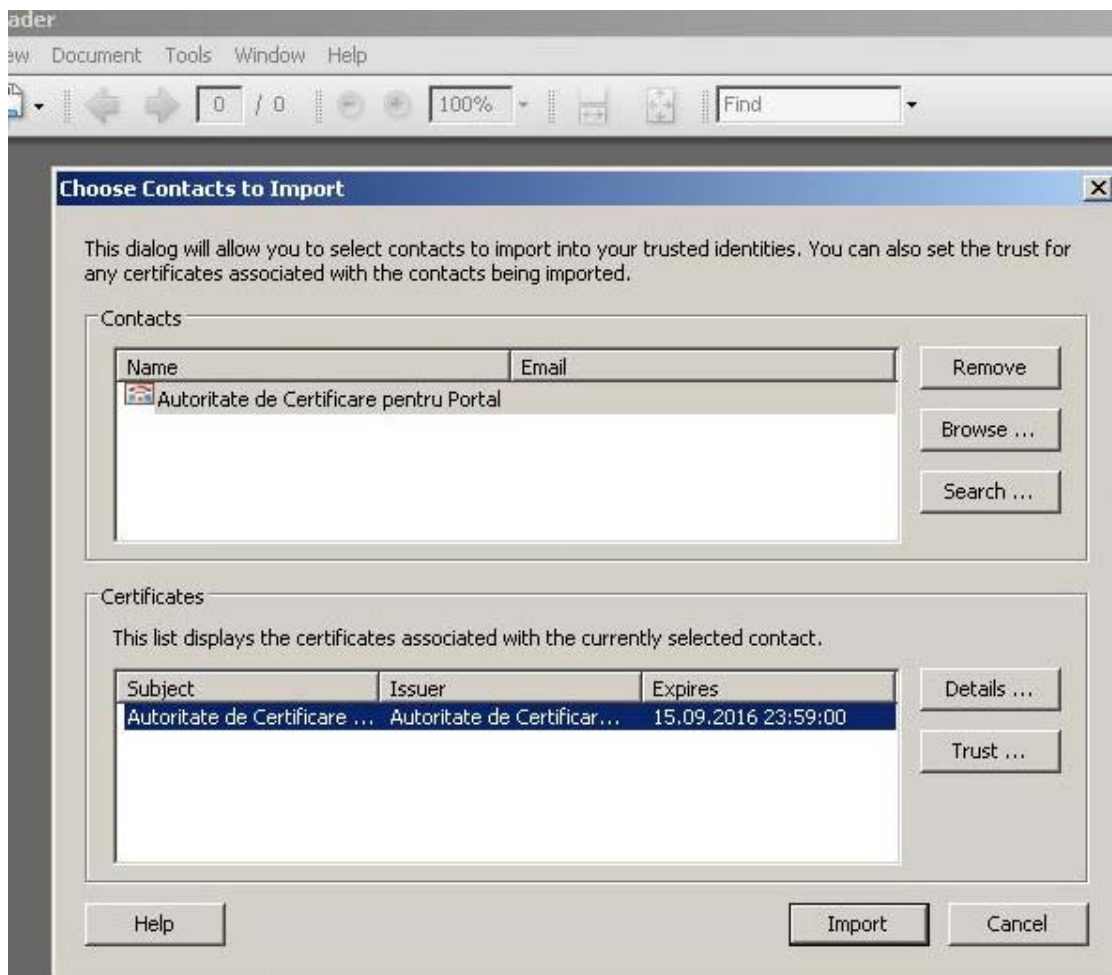 ader
ew Document Tools Window Help
0 / 0 100% Find
Choose Contacts to Import
This dialog will allow you to select contacts to import into your trusted identities. You can also set the trust for
any certificates associated with the contacts being imported.
Contacts
Name Email
Autoritate de Certificare pentru Portal
Remove
Browse ...
Search ...
Certificates
This list displays the certificates associated with the currently selected contact.
Subject Issuer Expires
Autoritate de Certificare ... Autoritate de Certificar... 15.09.2016 23:59:00
Details ...
Trust ...
Help Import Cancel